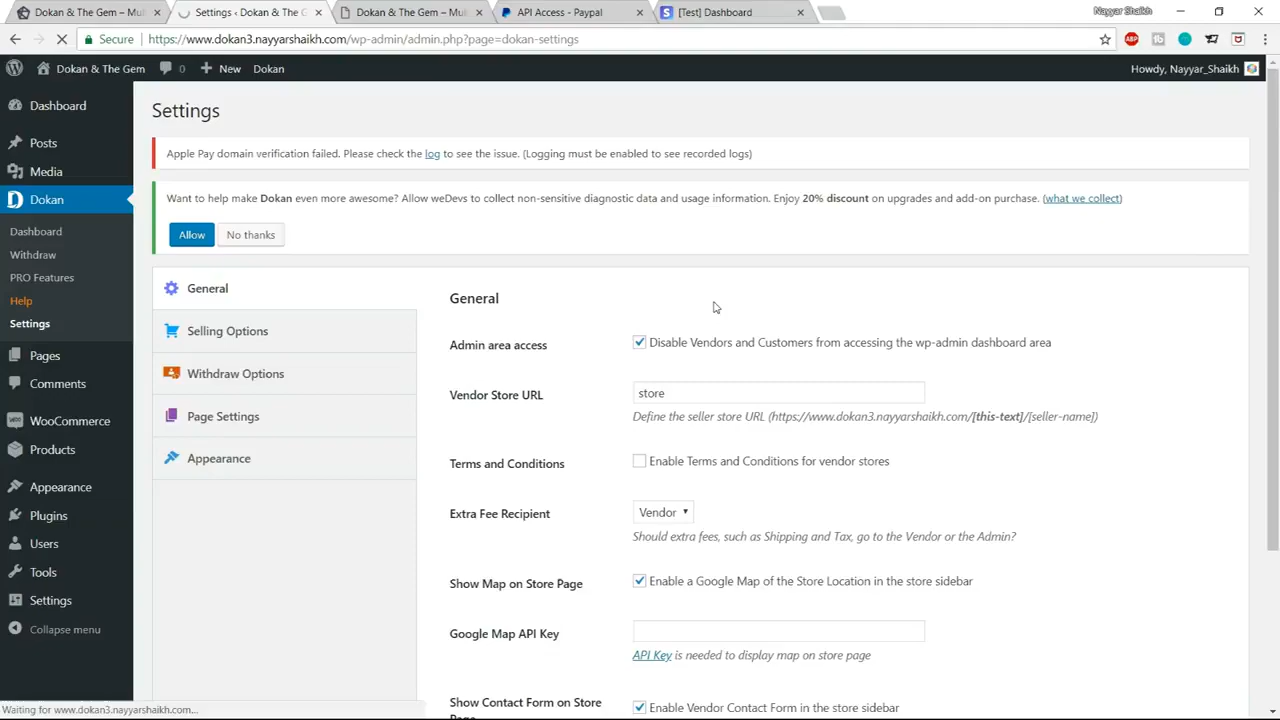 Dokan & The Gem – Mul
Settings ‹ Dokan & The G
Dokan & The Gem – Mul
API Access - Paypal
[Test] Dashboard
Nayyar Shaikh
Secure
https://www.dokan3.nayyarshaikh.com/wp-admin/admin.php?page=dokan-settings
Dokan & The Gem
0
New
Dokan
Howdy, Nayyar_Shaikh
Dashboard
Posts
Media
Dokan
Dashboard
Withdraw
PRO Features
Help
Settings
Pages
Comments
WooCommerce
Products
Appearance
Plugins
Users
Tools
Settings
Collapse menu
Settings
Apple Pay domain verification failed. Please check the log to see the issue. (Logging must be enabled to see recorded logs)
Want to help make Dokan even more awesome? Allow weDevs to collect non-sensitive diagnostic data and usage information. Enjoy 20% discount on upgrades and add-on purchase. (what we collect)
Allow
No thanks
General
Selling Options
Withdraw Options
Page Settings
Appearance
General
Admin area access
Disable Vendors and Customers from accessing the wp-admin dashboard area
Vendor Store URL
store
Define the seller store URL (https://www.dokan3.nayyarshaikh.com/[this-text]/[seller-name])
Terms and Conditions
Enable Terms and Conditions for vendor stores
Extra Fee Recipient
Vendor
Should extra fees, such as Shipping and Tax, go to the Vendor or the Admin?
Show Map on Store Page
Enable a Google Map of the Store Location in the store sidebar
Google Map API Key
API Key is needed to display map on store page
Show Contact Form on Store
Page
Enable Vendor Contact Form in the store sidebar
Waiting for www.dokan3.nayyarshaikh.com...